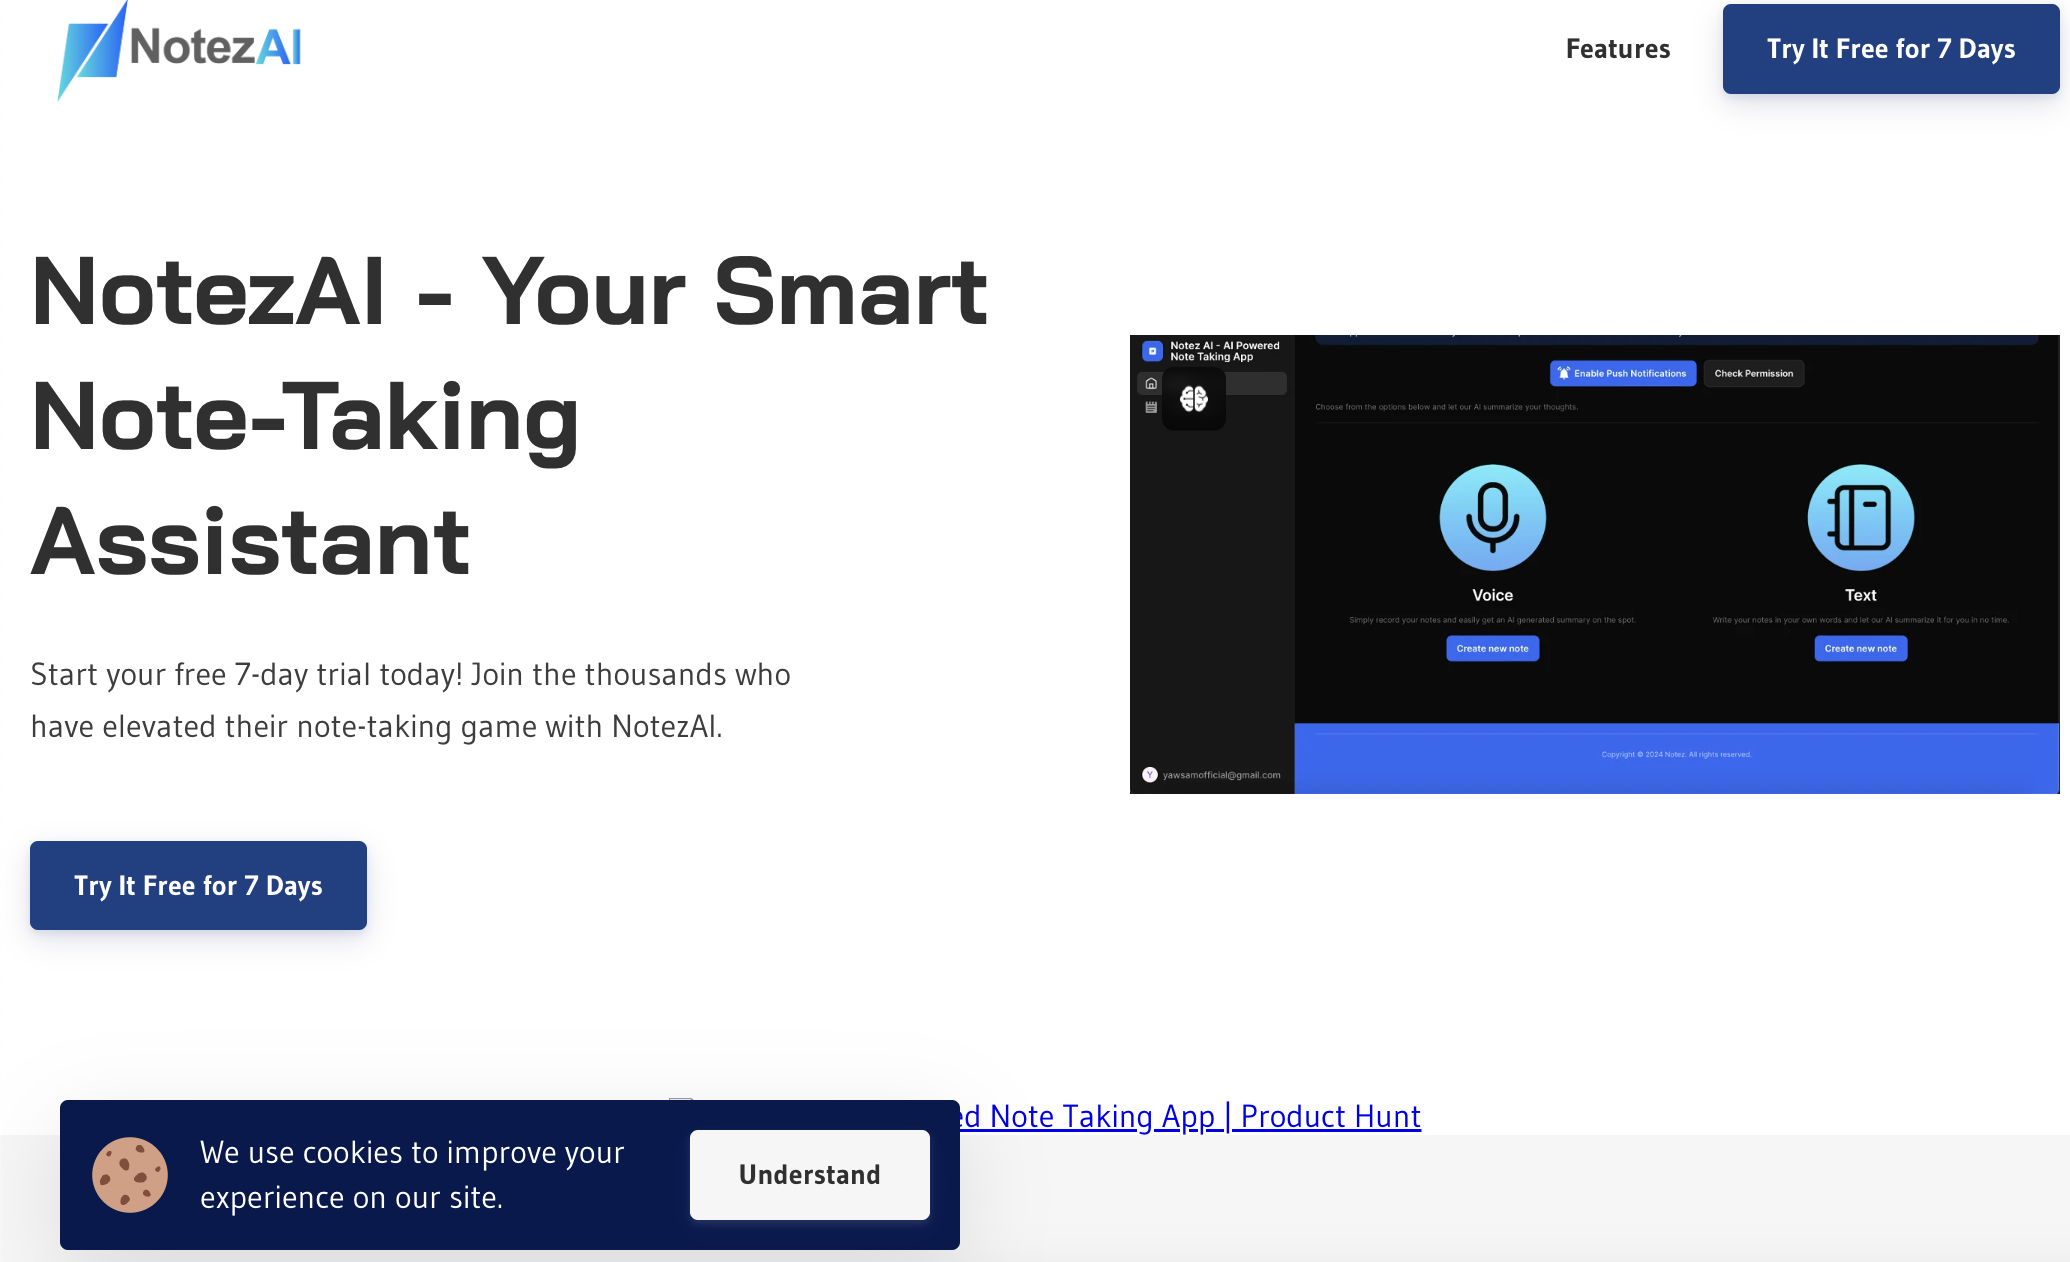 NotezAI
Features
Try It Free for 7 Days
NotezAI - Your Smart
Note-Taking
Assistant
Start your free 7-day trial today! Join the thousands who
have elevated their note-taking game with NotezAI.
Try It Free for 7 Days
Notez AI - AI Powered
Note Taking App
Enable Push Notifications
Check Permission
Choose from the options below and let our AI summarize your thoughts.
Voice
Simply record your notes and easily get an AI generated summary on the spot.
Create new note
Text
Write your notes in your own words and let our AI summarize it for you in no time.
Create new note
Copyright © 2024 Notez. All rights reserved.
Y
yawsamofficial@gmail.com
ed Note Taking App | Product Hunt
We use cookies to improve your
experience on our site.
Understand